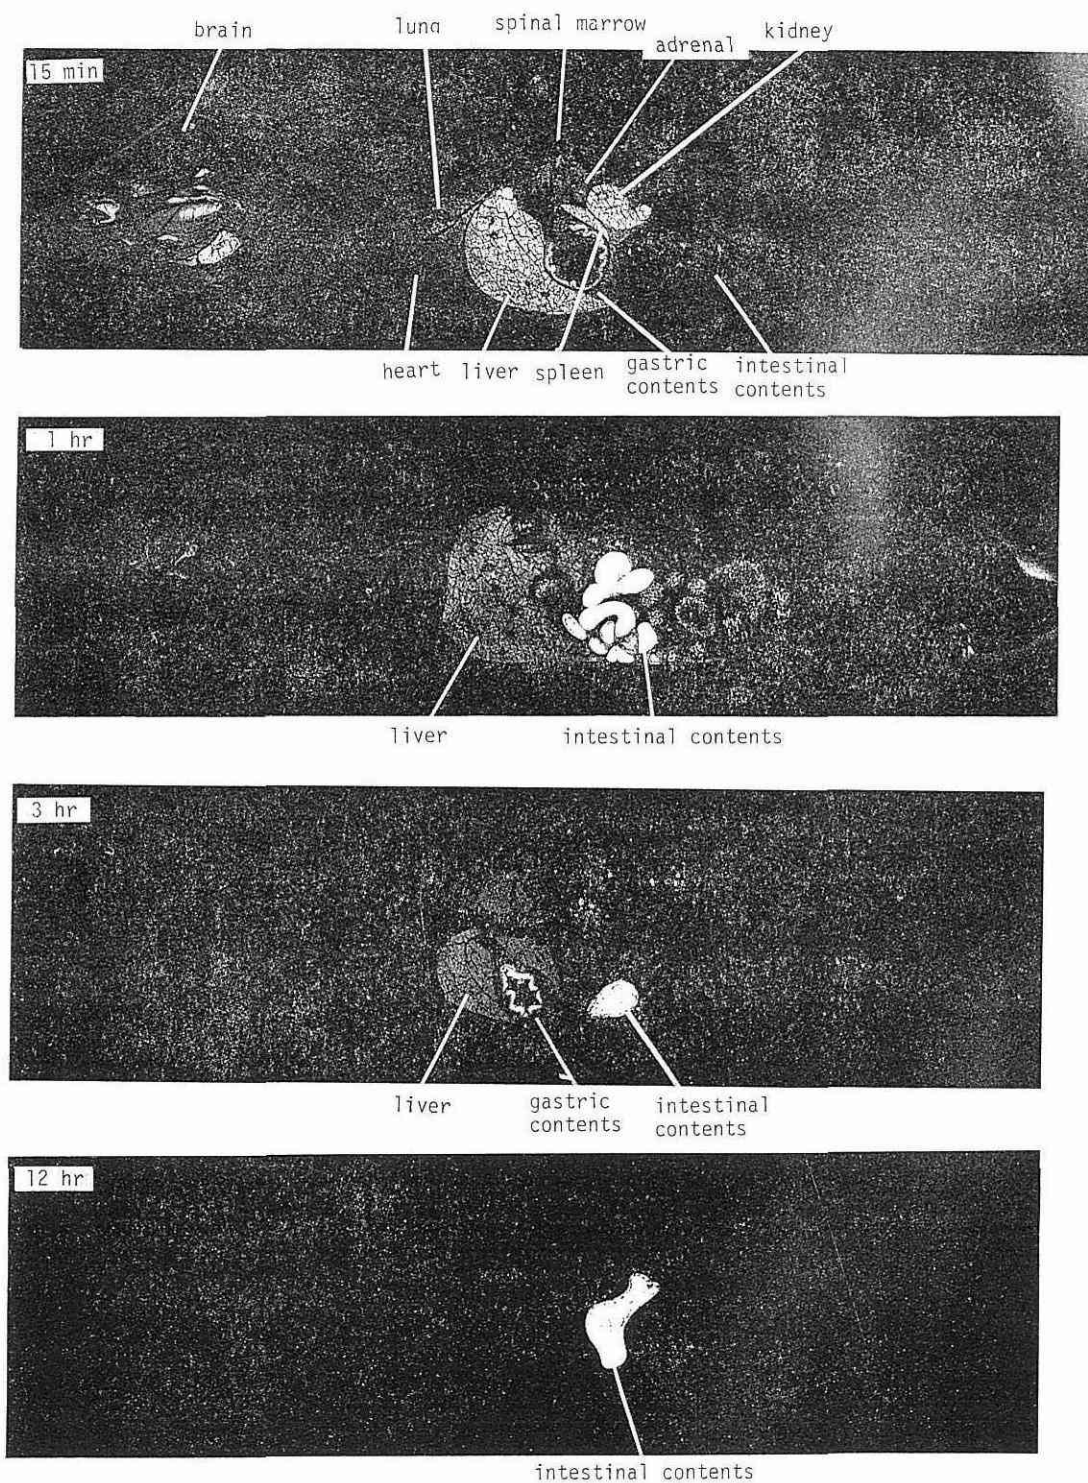 brain
lung
spinal marrow
adrenal
kidney
15 min
heart
liver
spleen
gastric
contents
intestinal
contents
1 hr
liver
intestinal contents
3 hr
liver
gastric
contents
intestinal
contents
12 hr
intestinal contents